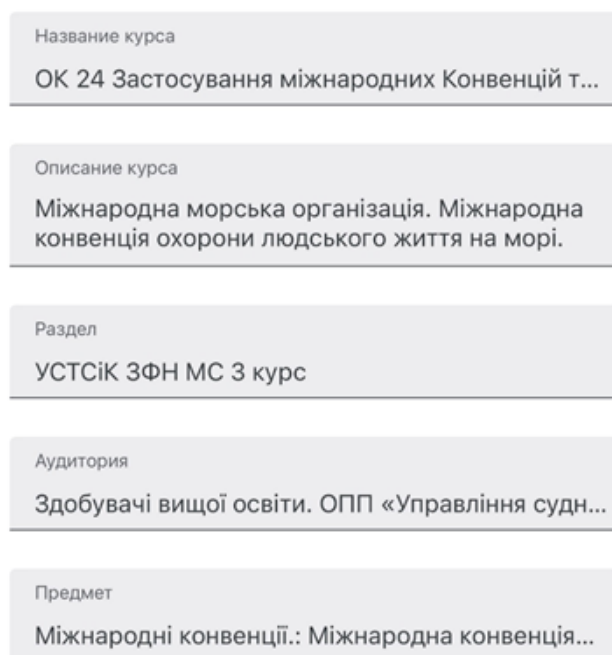 Название курса
ОК 24 Застосування міжнародних Конвенцій т...
Описание курса
Міжнародна морська організація. Міжнародна
конвенція охорони людського життя на морі.
Раздел
УСТСіК ЗФН МС 3 курс
Аудитория
Здобувачі вищої освіти. ОПП «Управління судн...
Предмет
Міжнародні конвенції.: Міжнародна конвенція...